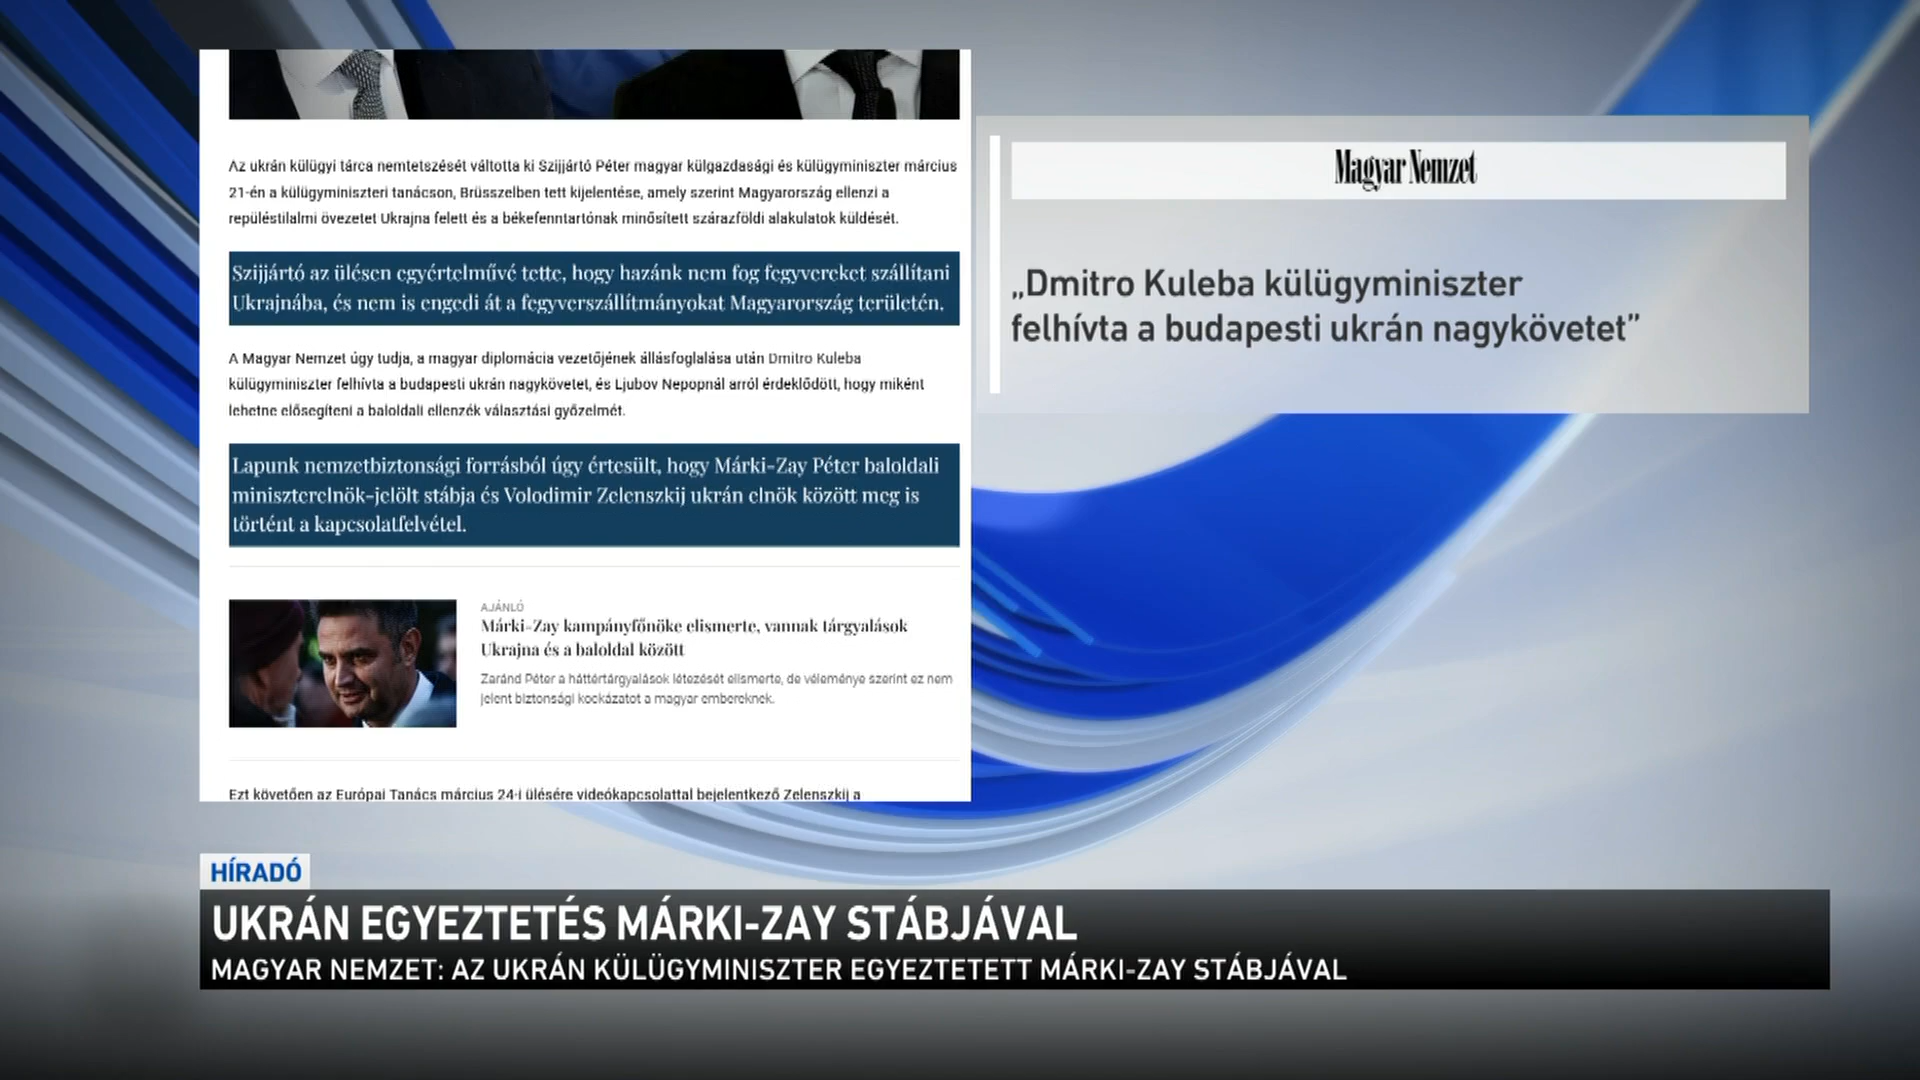 Az ukrán külügyi tárca nemtetszését váltotta ki Szijjártó Péter magyar külgazdasági és külügyminiszter március
21-én a külügyminiszteri tanácson, Brüsszelben tett kijelentése, amely szerint Magyarország ellenzi a
repüléstilalmi övezetet Ukrajna felett és a békefenntartónak minősített szárazföldi alakulatok küldését.
Szijjártó az ülésen egyértelművé tette, hogy hazánk nem fog fegyvereket szállítani
Ukrajnába, és nem is engedi át a fegyverszállítmányokat Magyarország területén.
A Magyar Nemzet úgy tudja, a magyar diplomácia vezetőjének állásfoglalása után Dmitro Kuleba
külügyminiszter felhívta a budapesti ukrán nagykövetet, és Ljubov Nepopnál arról érdeklődött, hogy miként
lehetne elősegíteni a baloldali ellenzék választási győzelmét.
Lapunk nemzetbiztonsági forrásból úgy értesült, hogy Márki-Zay Péter baloldali
miniszterelnök-jelölt stábja és Volodimir Zelenszkij ukrán elnök között meg is
történt a kapcsolatfelvétel.
AJÁNLÓ
Márki-Zay kampányfőnöke elismerte, vannak tárgyalások
Ukrajna és a baloldal között
Zaránd Péter a háttértárgyalások létezését elismerte, de véleménye szerint ez nem
jelent biztonsági kockázatot a magyar embereknek.
Ezt követően az Európai Tanács március 24-i ülésére videókapcsolattal bejelentkező Zelenszkij a
Magyar Nemzet
„Dmitro Kuleba külügyminiszter
felhívta a budapesti ukrán nagykövetet”
HÍRADÓ
UKRÁN EGYEZTETÉS MÁRKI-ZAY STÁBJÁVAL
MAGYAR NEMZET: AZ UKRÁN KÜLÜGYMINISZTER EGYEZTETETT MÁRKI-ZAY STÁBJÁVAL